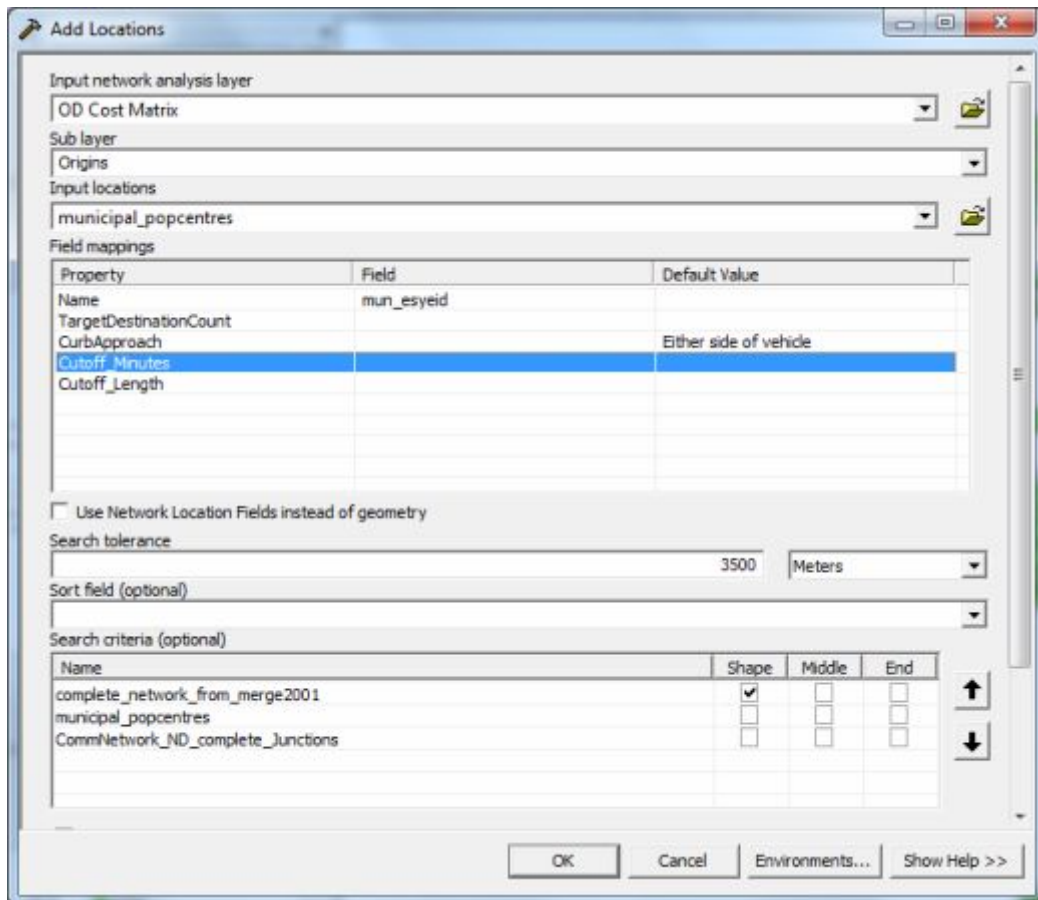 Add Locations
Input network analysis layer
OD Cost Matrix
Sub layer
Origins
Input locations
municipal_popcentres
Field mappings
Property Field Default Value
Name mun_esyeid
TargetDestinationCount
CurbApproach Either side of vehicle
Cutoff_Minutes
Cutoff_Length
Use Network Location Fields instead of geometry
Search tolerance
3500 Meters
Sort field (optional)
Search criteria (optional)
Name Shape Middle End
complete_network_from_merge2001
municipal_popcentres
CommNetwork_ND_complete_Junctions
OK Cancel Environments... Show Help >>